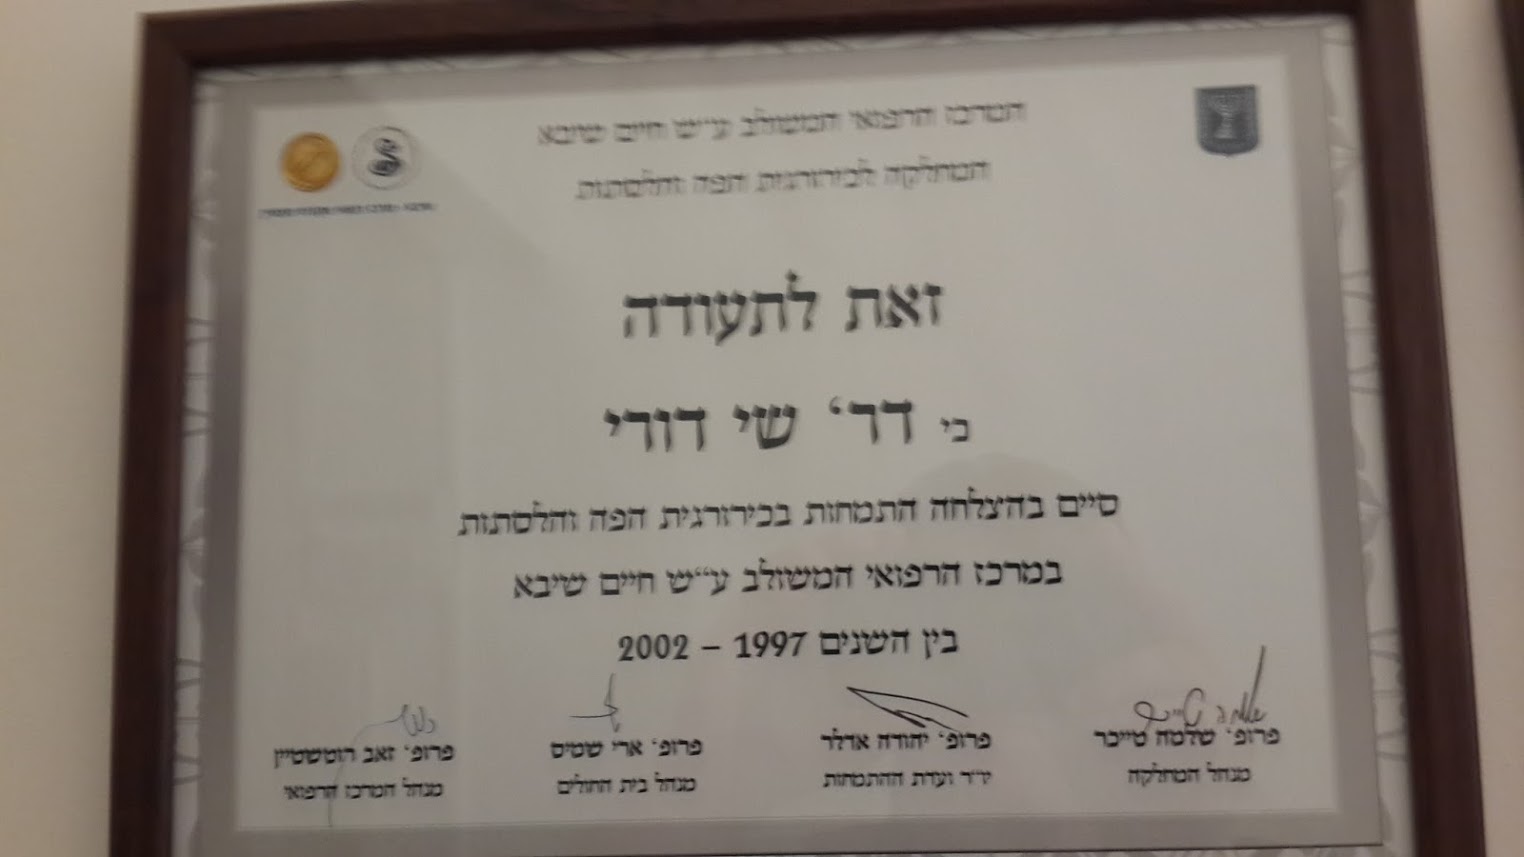 המרכז הרפואי המשולב ע״ש חיים שיבא
המחלקה לכירורגית הפה והלסתות
זאת לתעודה
כי דר׳ שי דורי
סיים בהצלחה התמחות בכירורגית הפה והלסתות
במרכז הרפואי המשולב ע״ש חיים שיבא
בין השנים 1997 – 2002
פרופ׳ שלמה טייכר
מנהל המחלקה
פרופ׳ יהודה אדלר
יו״ר ועדת ההתמחות
פרופ׳ ארי שמיס
מנהל בית החולים
פרופ׳ זאב רוטשטיין
מנהל המרכז הרפואי